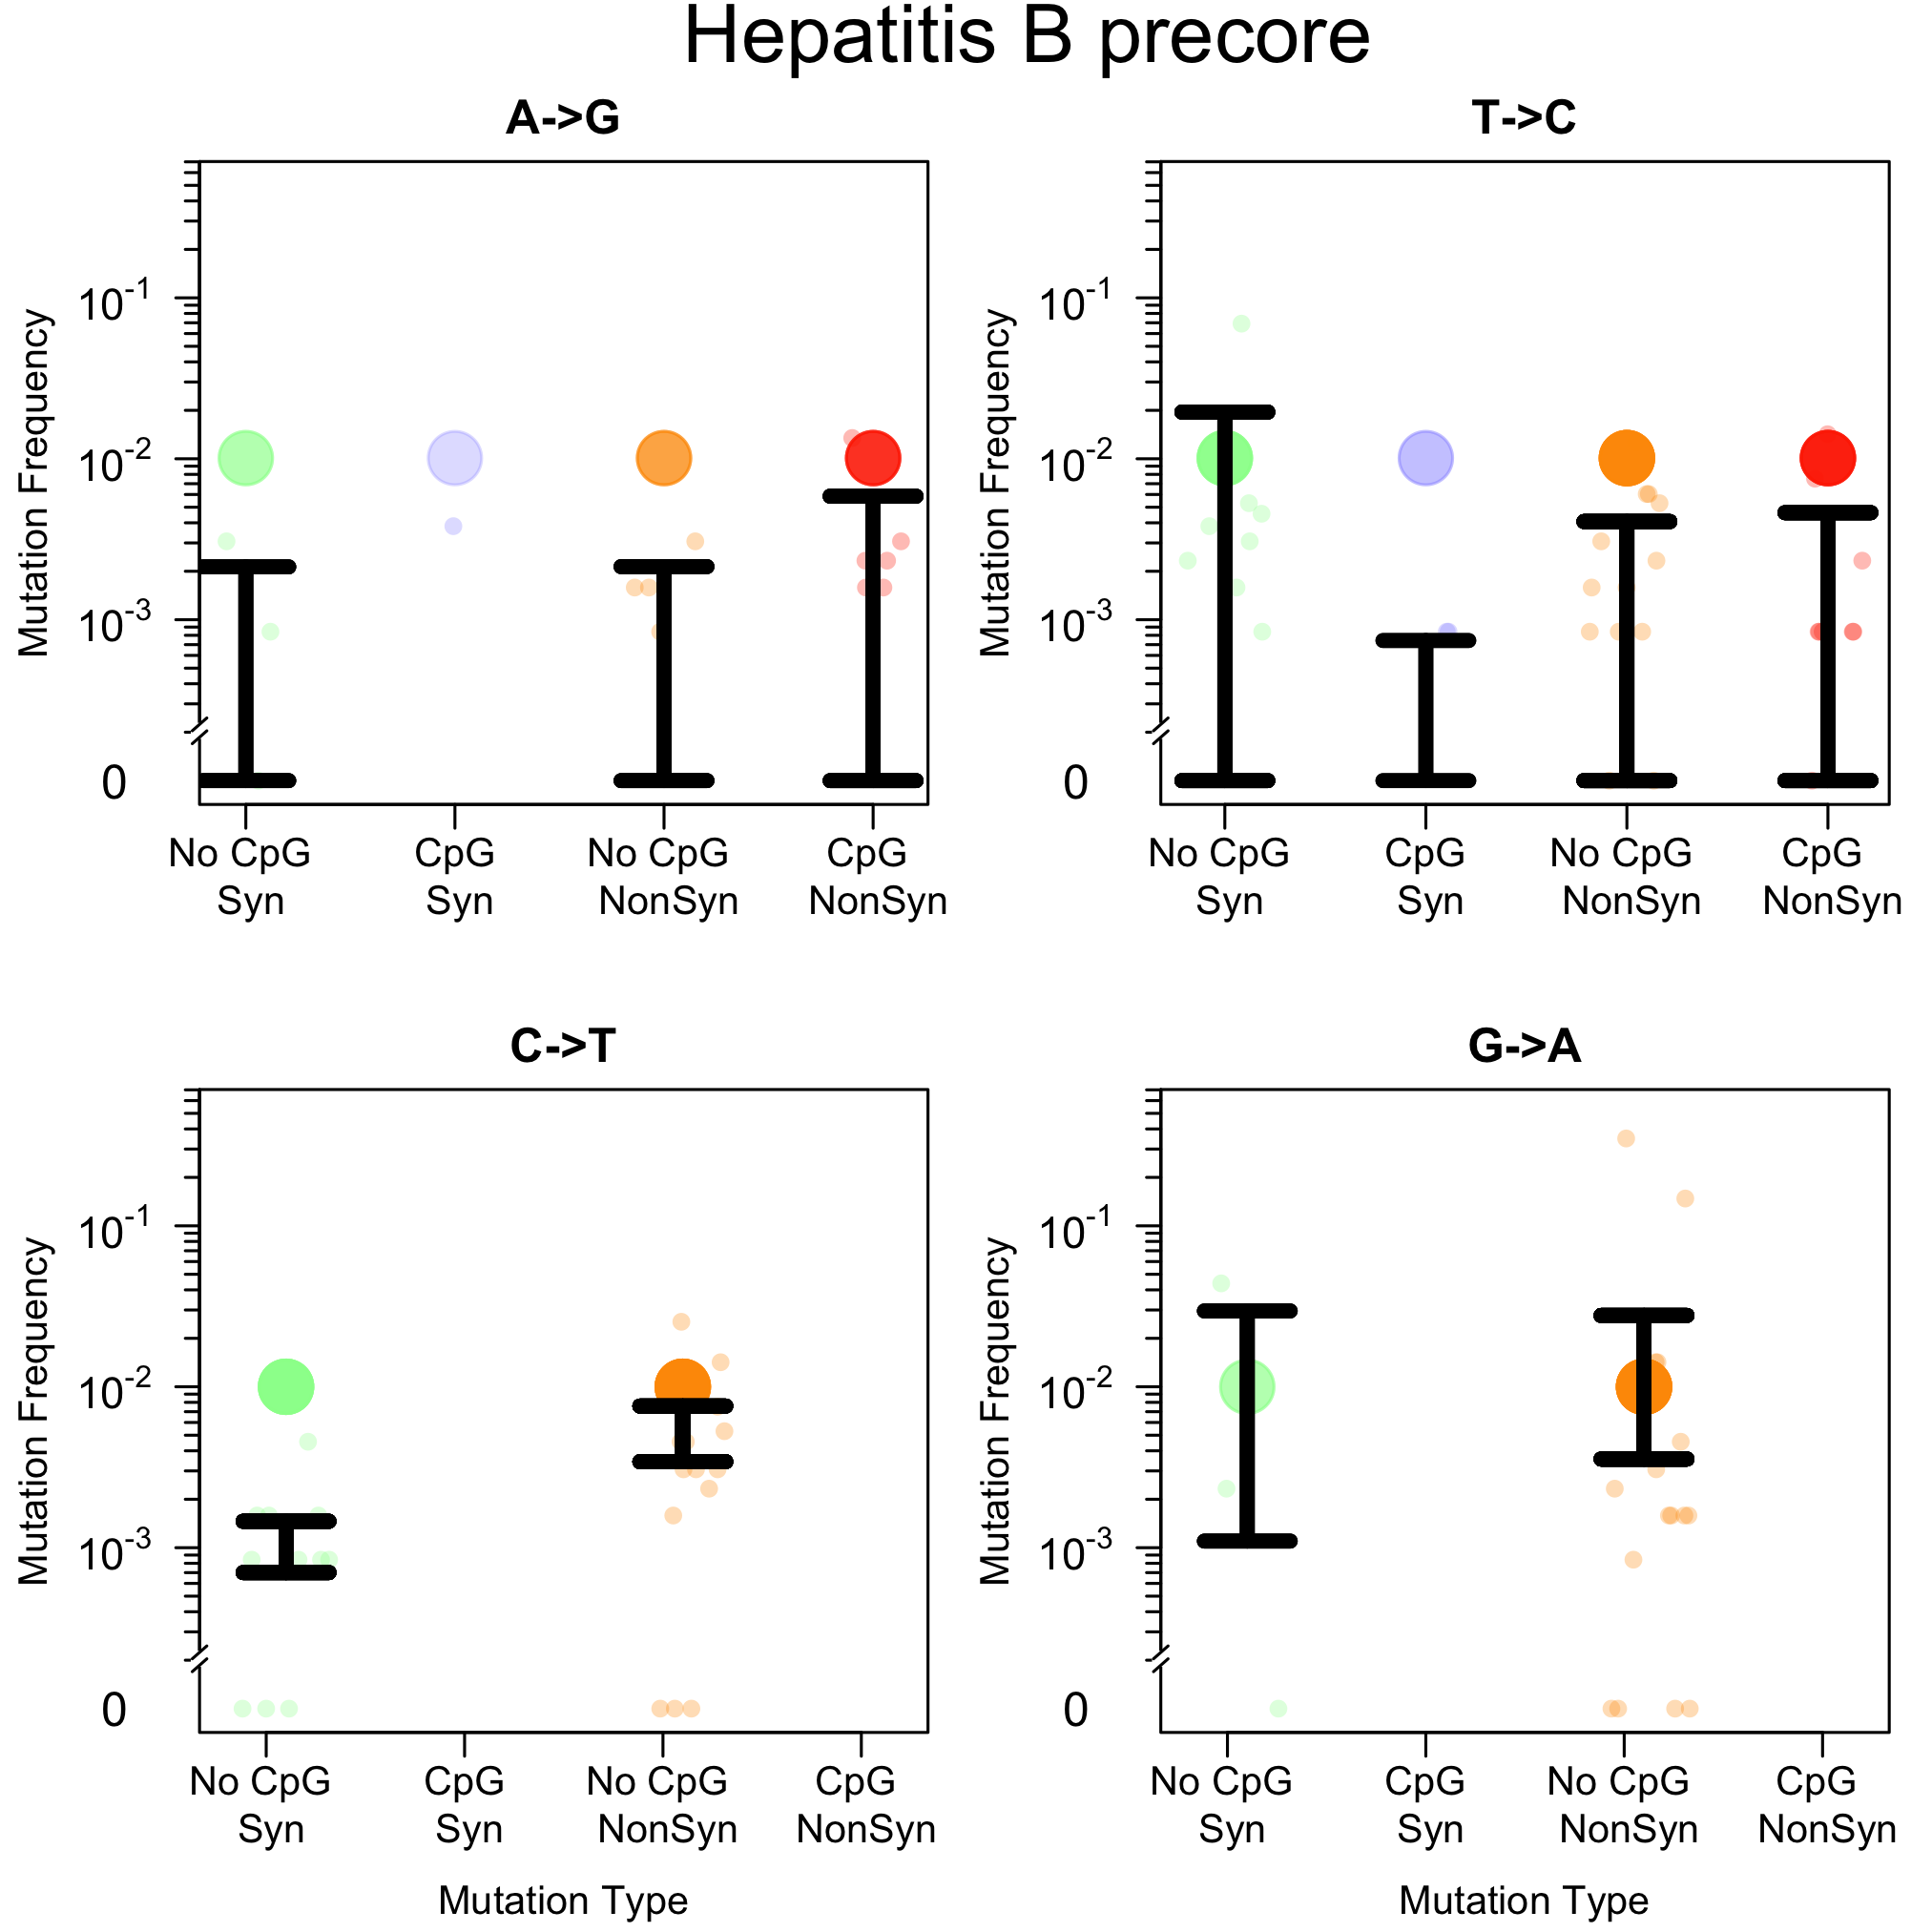 Hepatitis B precore
A->G
Mutation Frequency
10^-1
10^-2
10^-3
0
No CpG Syn
CpG Syn
No CpG NonSyn
CpG NonSyn
T->C
Mutation Frequency
10^-1
10^-2
10^-3
0
No CpG Syn
CpG Syn
No CpG NonSyn
CpG NonSyn
C->T
Mutation Frequency
10^-1
10^-2
10^-3
0
No CpG Syn
CpG Syn
No CpG NonSyn
CpG NonSyn
Mutation Type
G->A
Mutation Frequency
10^-1
10^-2
10^-3
0
No CpG Syn
CpG Syn
No CpG NonSyn
CpG NonSyn
Mutation Type